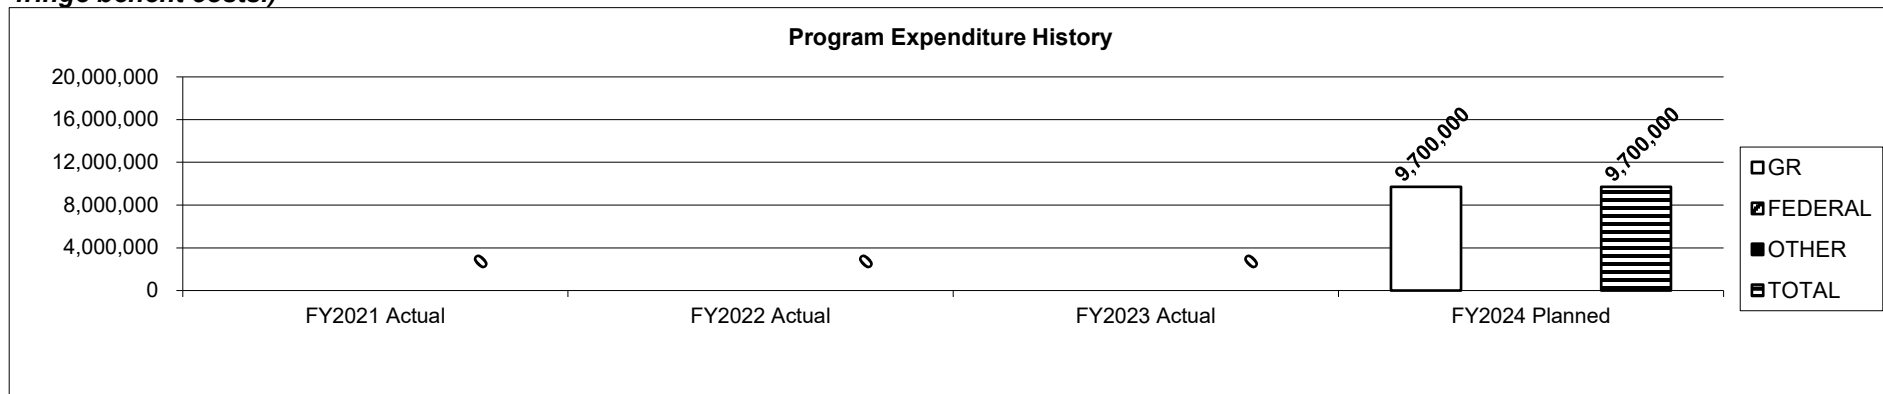 fringe benefit costs.)
Program Expenditure History
20,000,000
16,000,000
12,000,000
8,000,000
4,000,000
0
0
0
0
9,700,000
9,700,000
FY2021 Actual
FY2022 Actual
FY2023 Actual
FY2024 Planned
GR
FEDERAL
OTHER
TOTAL